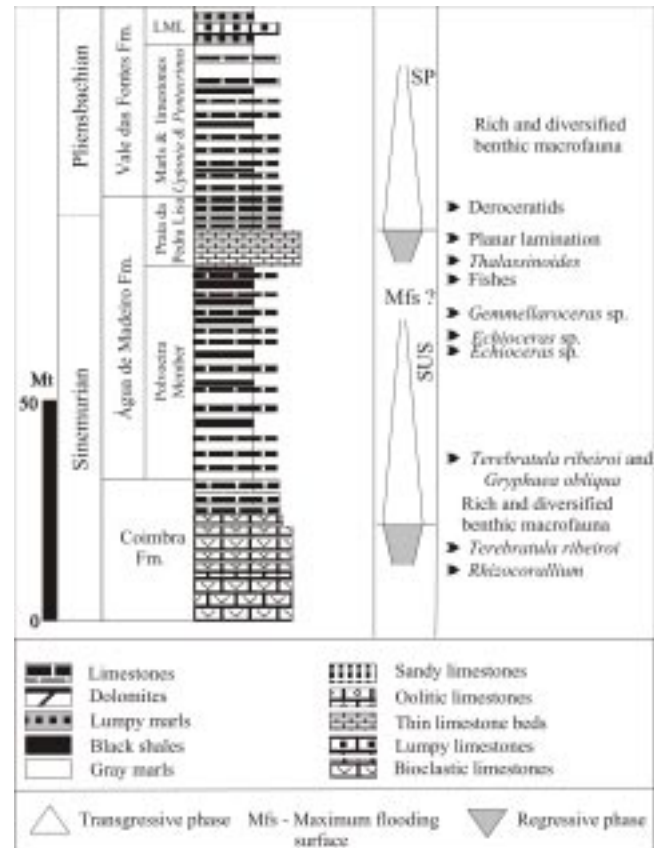 Mt
50
0
Pliensbachian
Sinemurian
Vale das Fontes Fm.
Água de Madeiro Fm.
Coimbra
Fm.
LML
Marls & limestones
Uptonia & Pentacrinus
Praia da
Pedra Lisa
Polvoeira
Member
SP
Mfs ?
SUS
Rich and diversified
benthic macrofauna
Deroceratids
Planar lamination
Thalassinoides
Fishes
Gemmellaroceras sp.
Echioceras sp.
Echioceras sp.
Terebratula ribeiroi and
Gryphaea obliqua
Rich and diversified
benthic macrofauna
Terebratula ribeiroi
Rhizocorallium
Limestones
Dolomites
Lumpy marls
Black shales
Gray marls
Sandy limestones
Oolitic limestones
Thin limestone beds
Lumpy limestones
Bioclastic limestones
Transgressive phase
Mfs - Maximum flooding
surface
Regressive phase